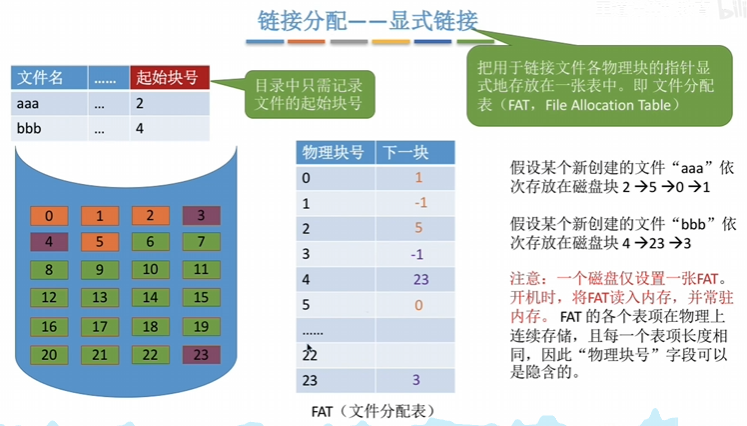 链接分配——显式链接
bili
把用于链接文件各物理块的指针显
式地存放在一张表中。即 文件分配
表（FAT，File Allocation Table）
文件名 …… 起始块号
aaa … 2
bbb … 4
目录中只需记录
文件的起始块号
0 1 2 3
4 5 6 7
8 9 10 11
12 13 14 15
16 17 18 19
20 21 22 23
物理块号 下一块
0 1
1 -1
2 5
3 -1
4 23
5 0
……
22
23 3
FAT（文件分配表）
假设某个新创建的文件“aaa”依
次存放在磁盘块 2→5→0→1
假设某个新创建的文件“bbb”依
次存放在磁盘块 4→23→3
注意：一个磁盘仅设置一张FAT。
开机时，将FAT读入内存，并常驻
内存。 FAT 的各个表项在物理上
连续存储，且每一个表项长度相
同，因此“物理块号”字段可以
是隐含的。